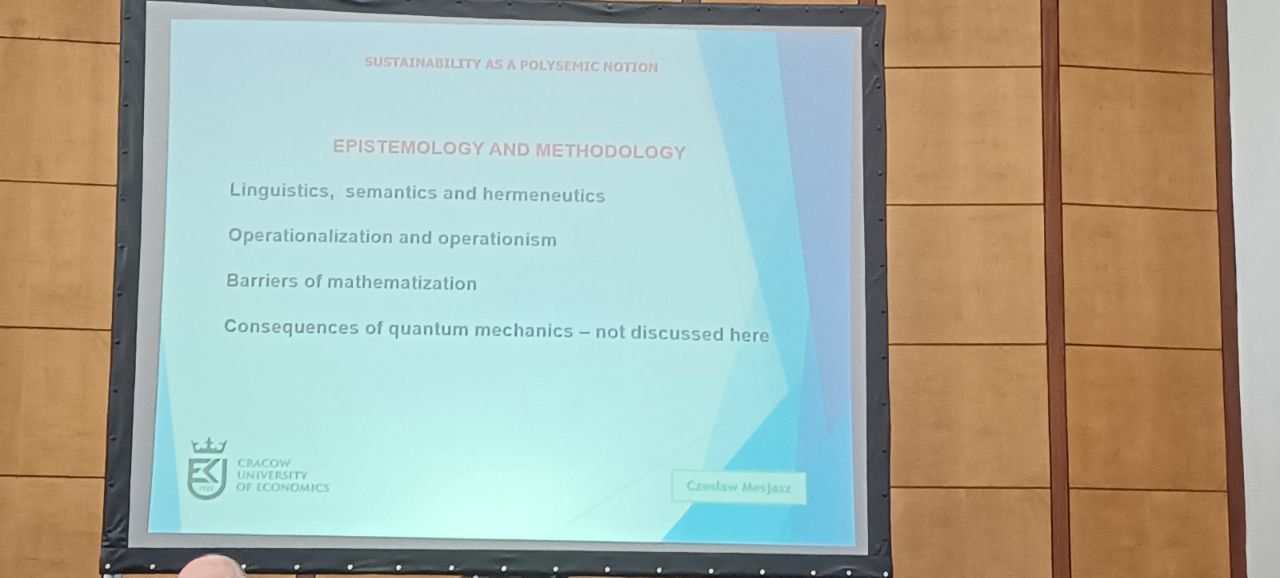 SUSTAINABILITY AS A POLYSEMIC NOTION
EPISTEMOLOGY AND METHODOLOGY
Linguistics, semantics and hermeneutics
Operationalization and operationism
Barriers of mathematization
Consequences of quantum mechanics – not discussed here
CRACOW
UNIVERSITY
OF ECONOMICS
1925
Czesław Mesjasz